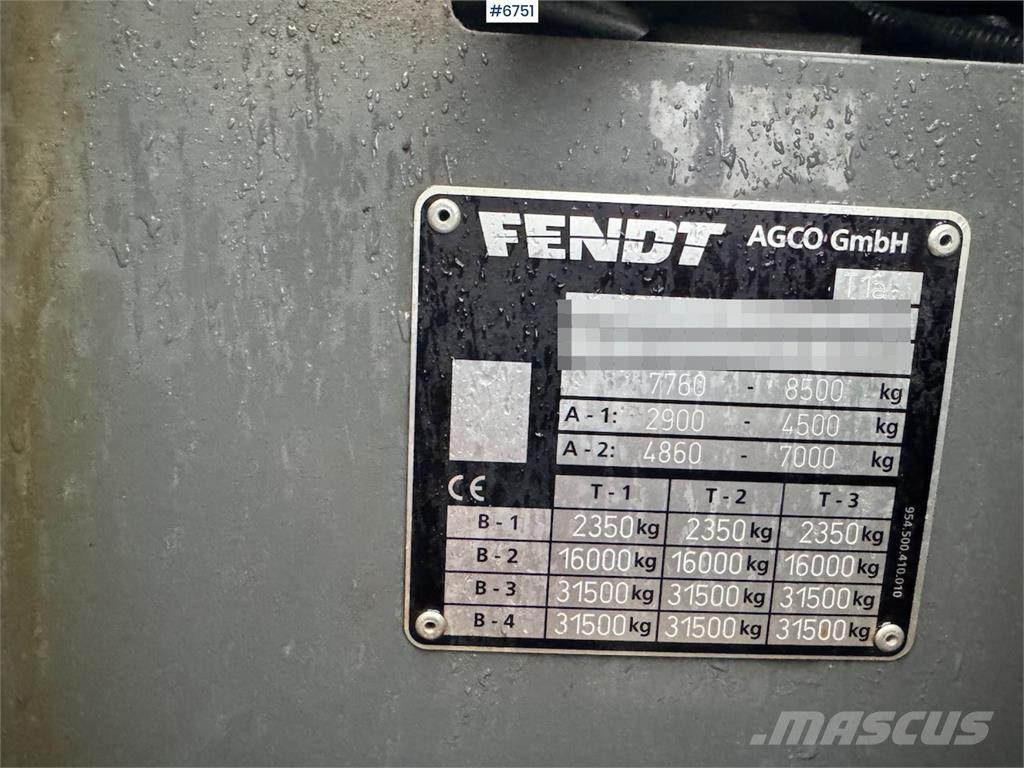 #6751
FENDT AGCO GmbH
T1a
7760 - 8500 kg
A - 1: 2900 - 4500 kg
A - 2: 4860 - 7000 kg
CE T - 1 T - 2 T - 3
B - 1 2350 kg 2350 kg 2350 kg
B - 2 16000 kg 16000 kg 16000 kg
B - 3 31500 kg 31500 kg 31500 kg
B - 4 31500 kg 31500 kg 31500 kg
954.500.410.010
MASCUS